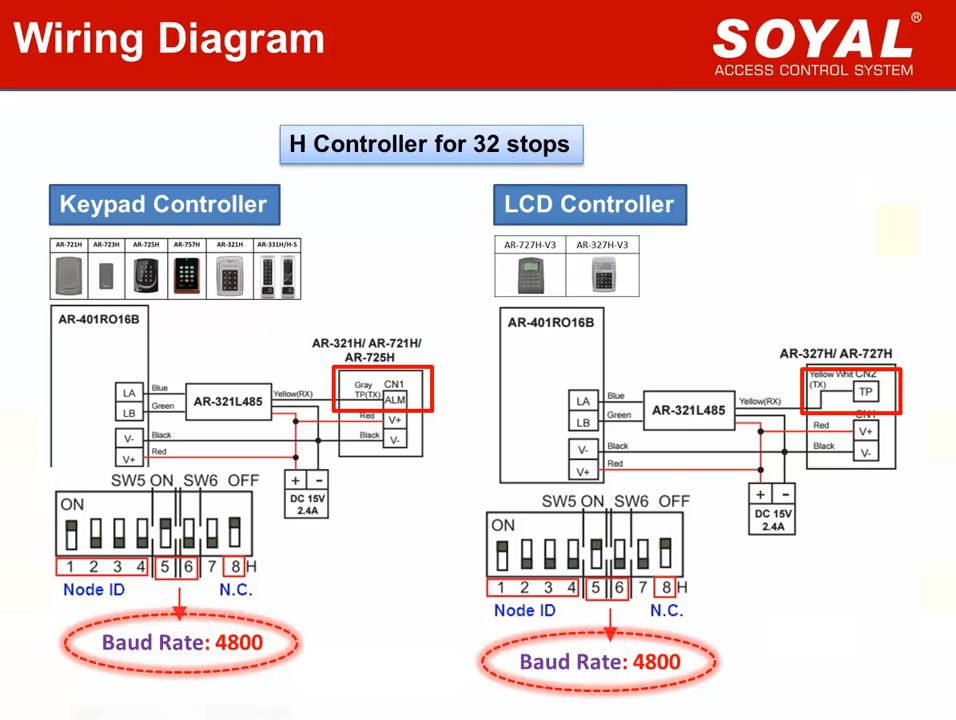 Wiring Diagram
SOYAL®
ACCESS CONTROL SYSTEM
H Controller for 32 stops
Keypad Controller
AR-721H AR-723H AR-725H AR-757H AR-321H AR-331H/H-S
AR-401RO16B
AR-321H/ AR-721H/
AR-725H
Gray CN1
TP(TX) ALM
LA Blue
AR-321L485
Yellow(RX)
LB Green
Red V+
V- Black
Black V-
V+ Red
+ -
DC 15V
2.4A
SW5 ON SW6 OFF
ON
1 2 3 4 5 6 7 8 H
Node ID
N.C.
Baud Rate: 4800
LCD Controller
AR-727H-V3 AR-327H-V3
AR-401RO16B
AR-327H/ AR-727H
Yellow Whit CN2
(TX) TP
LA Blue
AR-321L485
Yellow(RX)
LB Green
CN1
Red V+
V- Black
Black V-
V+ Red
+ -
DC 15V
2.4A
SW5 ON SW6 OFF
ON
1 2 3 4 5 6 7 8 H
Node ID
N.C.
Baud Rate: 4800